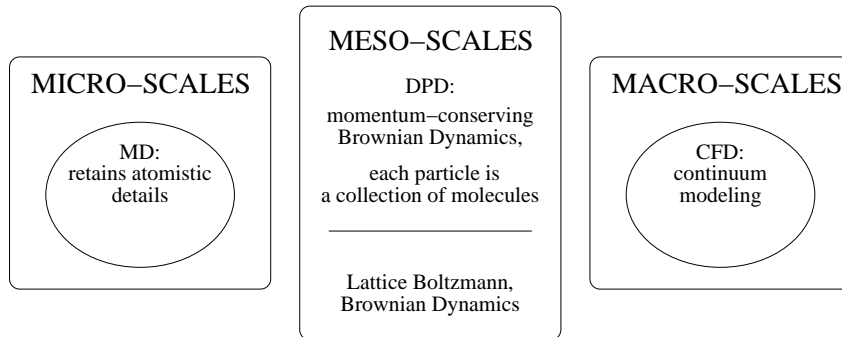 MICRO−SCALES
MD:
retains atomistic
details
MESO−SCALES
DPD:
momentum−conserving
Brownian Dynamics,
each particle is
a collection of molecules
Lattice Boltzmann,
Brownian Dynamics
MACRO−SCALES
CFD:
continuum
modeling